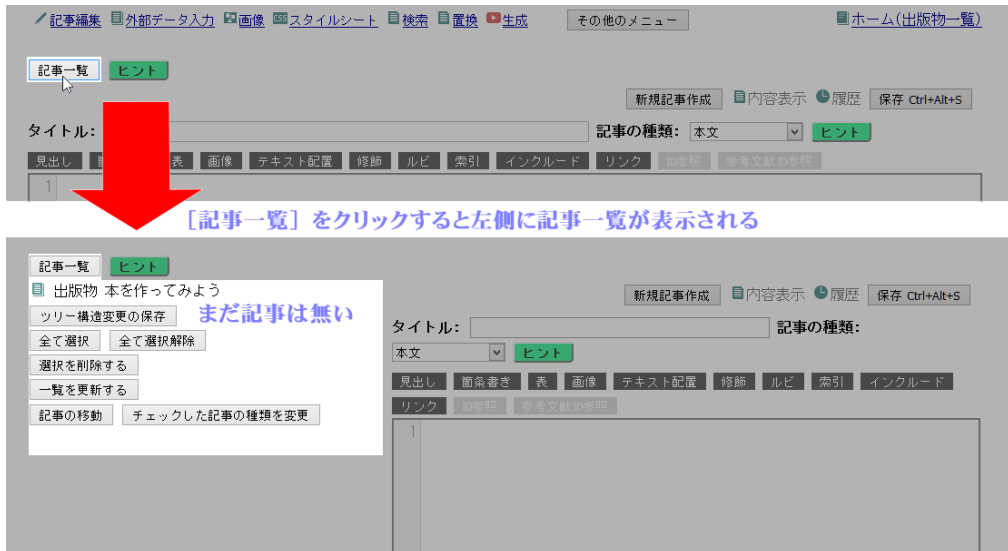 記事編集 外部データ入力 画像 スタイルシート 検索 置換 生成 その他のメニュー ホーム(出版物一覧)
記事一覧 ヒント
新規記事作成 内容表示 履歴 保存 Ctrl+Alt+S
タイトル: 記事の種類: 本文 ヒント
見出し 表 画像 テキスト配置 修飾 ルビ 索引 インクルード リンク ID参照 参考文献ID参照
1
［記事一覧］をクリックすると左側に記事一覧が表示される
記事一覧 ヒント
出版物 本を作ってみよう
ツリー構造変更の保存 まだ記事は無い
全て選択 全て選択解除
選択を削除する
一覧を更新する
記事の移動 チェックした記事の種類を変更
新規記事作成 内容表示 履歴 保存 Ctrl+Alt+S
タイトル: 記事の種類:
本文 ヒント
見出し 箇条書き 表 画像 テキスト配置 修飾 ルビ 索引 インクルード
リンク ID参照 参考文献ID参照
1